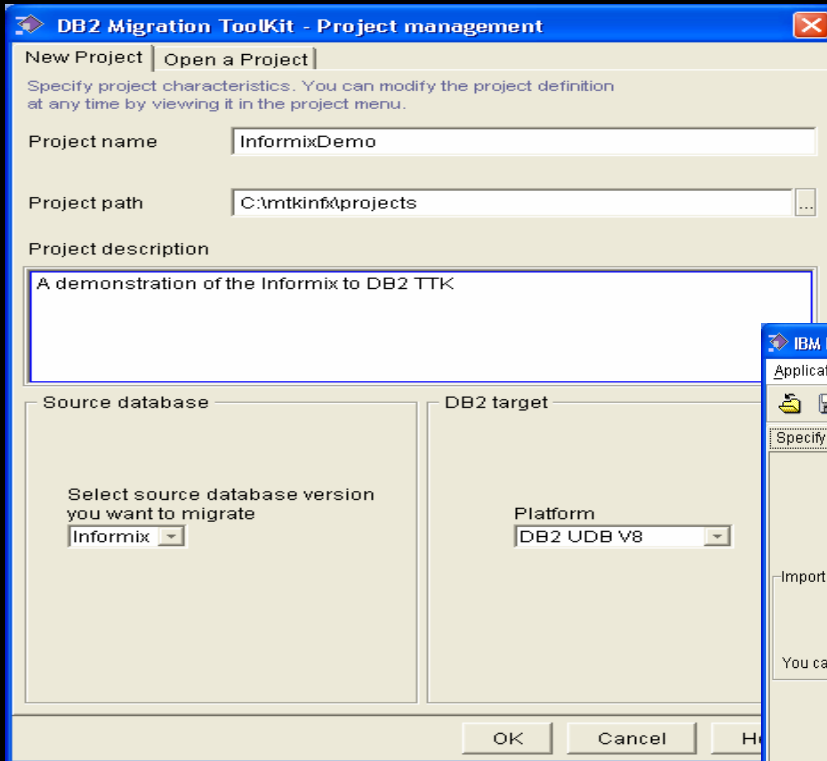 DB2 Migration ToolKit - Project management
New Project
Open a Project
Specify project characteristics. You can modify the project definition
at any time by viewing it in the project menu.
Project name
InformixDemo
Project path
C:\mtkinfx\projects
...
Project description
A demonstration of the Informix to DB2 TTK
Source database
Select source database version
you want to migrate
Informix
DB2 target
Platform
DB2 UDB V8
OK
Cancel
IBM
Specify
Import
You